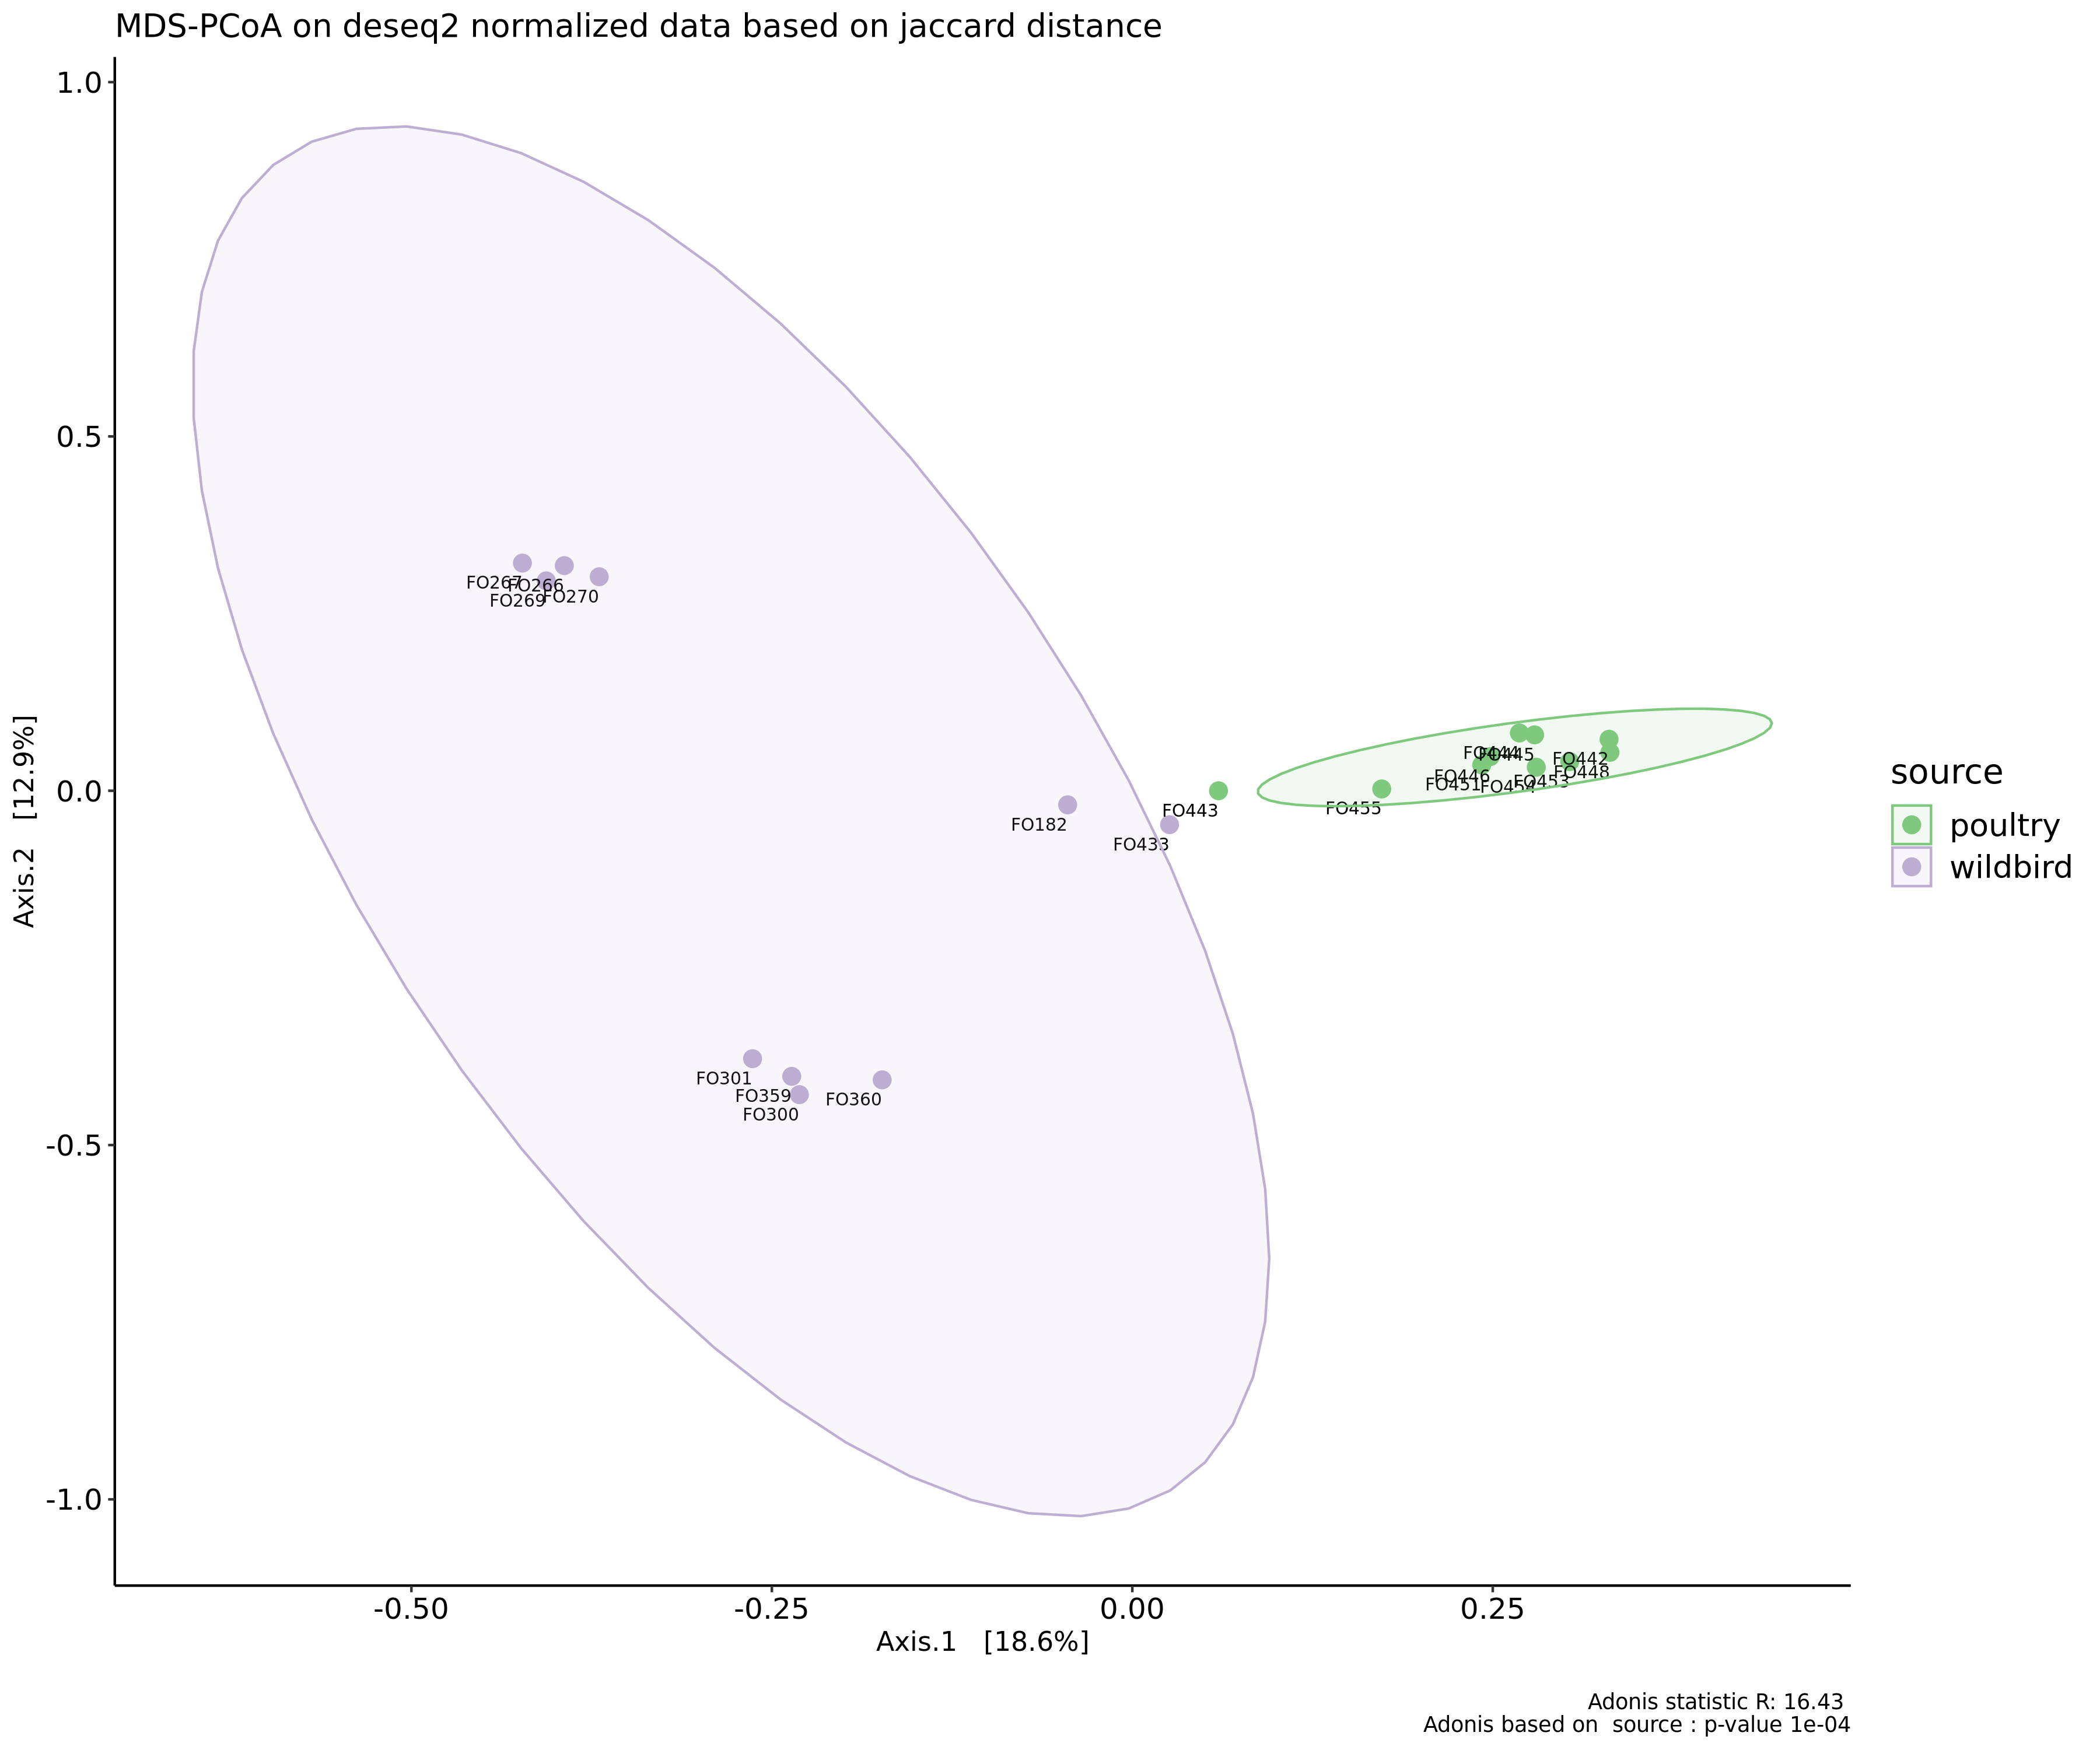 MDS-PCoA on deseq2 normalized data based on jaccard distance
1.0
0.5
0.0
-0.5
-1.0
Axis.2 [12.9%]
FO267
FO266
FO269
FO270
FO182
FO433
FO443
FO455
FO444
FO445
FO442
FO446
FO448
FO451
FO454
FO453
FO301
FO359
FO300
FO360
source
poultry
wildbird
-0.50
-0.25
0.00
0.25
Axis.1 [18.6%]
Adonis statistic R: 16.43
Adonis based on source : p-value 1e-04